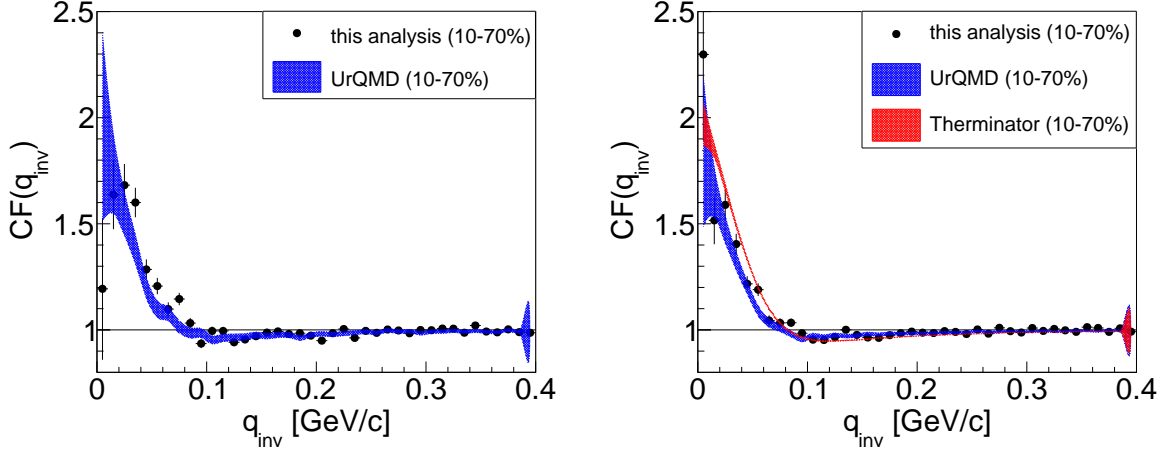 2.5
this analysis (10-70%)
UrQMD (10-70%)
2
1.5
1
CF(q_inv)
0 0.1 0.2 0.3 0.4
q_inv [GeV/c]
2.5
this analysis (10-70%)
UrQMD (10-70%)
Therminator (10-70%)
2
1.5
1
CF(q_inv)
0 0.1 0.2 0.3 0.4
q_inv [GeV/c]